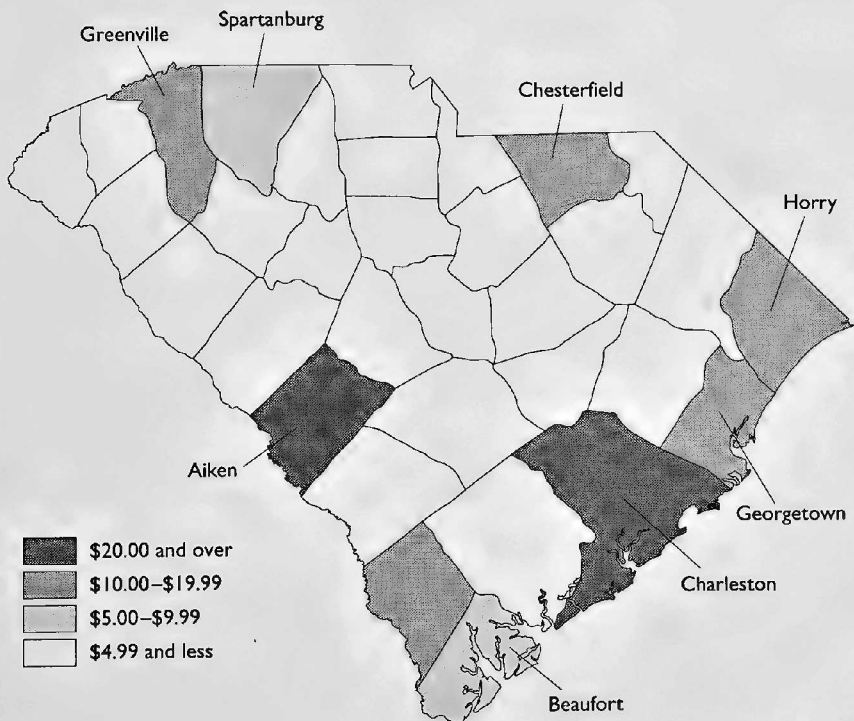 Spartanburg
Greenville
Chesterfield
Horry
Aiken
Georgetown
Charleston
Beaufort
$20.00 and over
$10.00–$19.99
$5.00–$9.99
$4.99 and less